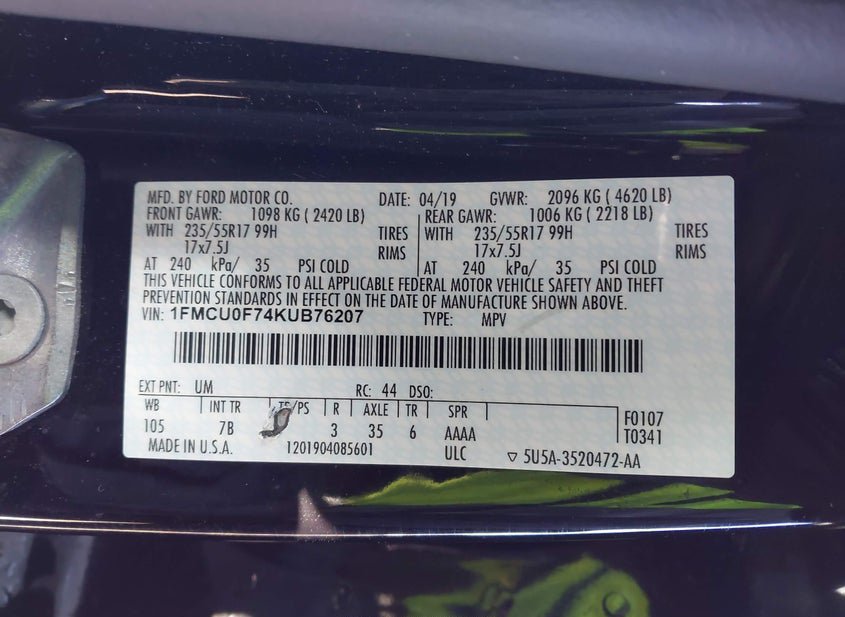 MFD. BY FORD MOTOR CO. DATE: 04/19 GVWR: 2096 KG ( 4620 LB)
FRONT GAWR: 1098 KG ( 2420 LB) REAR GAWR: 1006 KG ( 2218 LB)
WITH 235/55R17 99H TIRES WITH 235/55R17 99H TIRES
17x7.5J RIMS 17x7.5J RIMS
AT 240 kPa/ 35 PSI COLD AT 240 kPa/ 35 PSI COLD
THIS VEHICLE CONFORMS TO ALL APPLICABLE FEDERAL MOTOR VEHICLE SAFETY AND THEFT
PREVENTION STANDARDS IN EFFECT ON THE DATE OF MANUFACTURE SHOWN ABOVE.
VIN: 1FMCU0F74KUB76207 TYPE: MPV
EXT PNT: UM RC: 44 DSO:
WB INT TR /PS R AXLE TR SPR F0107
105 7B 3 35 6 AAAA T0341
MADE IN U.S.A. 1201904085601 ULC ▽ 5U5A-3520472-AA